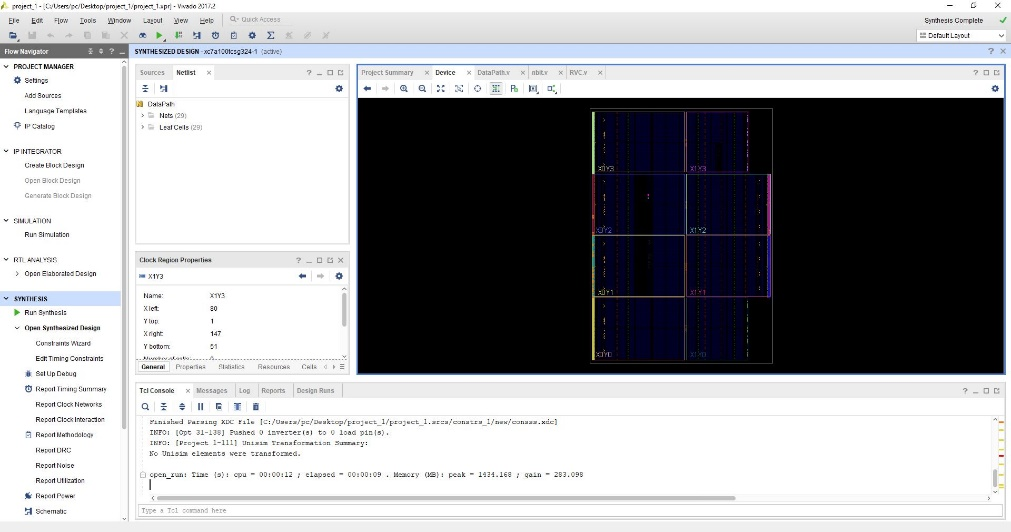 project_1 - [C:/Users/pc/Desktop/project_1/project_1.xpr] - Vivado 2017.2
File Edit Flow Tools Window Layout View Help Quick Access
Synthesis Complete
Default Layout
Flow Navigator
SYNTHESIZED DESIGN - xc7a100tcsg324-1 (active)
PROJECT MANAGER
Settings
Add Sources
Language Templates
IP Catalog
IP INTEGRATOR
Create Block Design
Open Block Design
Generate Block Design
SIMULATION
Run Simulation
RTL ANALYSIS
Open Elaborated Design
SYNTHESIS
Run Synthesis
Open Synthesized Design
Constraints Wizard
Edit Timing Constraints
Set Up Debug
Report Timing Summary
Report Clock Networks
Report Clock Interaction
Report Methodology
Report DRC
Report Noise
Report Utilization
Report Power
Schematic
Sources Netlist
DataPath
Nets (29)
Leaf Cells (29)
Clock Region Properties
X1Y3
Name: X1Y3
X left: 80
Y top: 1
X right: 147
Y bottom: 51
General Properties Statistics Resources Cells
Project Summary Device DataPath.v nbit.v RVC.v
X0Y3 X1Y3
X0Y2 X1Y2
X0Y1 X1Y1
X0Y0 X1Y0
Tcl Console Messages Log Reports Design Runs
Finished Parsing XDC File [C:/Users/pc/Desktop/project_1/project_1.srcs/constrs_1/new/consss.xdc]
INFO: [Opt 31-138] Pushed 0 inverter(s) to 0 load pin(s).
INFO: [Project 1-111] Unisim Transformation Summary:
No Unisim elements were transformed.
open_run: Time (s): cpu = 00:00:12 ; elapsed = 00:00:09 . Memory (MB): peak = 1434.168 ; gain = 283.098
Type a Tcl command here